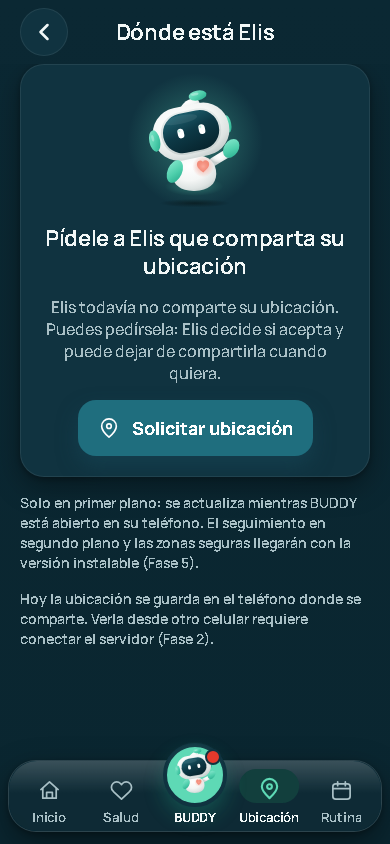 Dónde está Elis
Pídele a Elis que comparta su
ubicación
Elis todavía no comparte su ubicación.
Puedes pedírsela: Elis decide si acepta y
puede dejar de compartirla cuando
quiera.
Solicitar ubicación
Solo en primer plano: se actualiza mientras BUDDY
está abierto en su teléfono. El seguimiento en
segundo plano y las zonas seguras llegarán con la
versión instalable (Fase 5).
Hoy la ubicación se guarda en el teléfono donde se
comparte. Verla desde otro celular requiere
conectar el servidor (Fase 2).
Inicio
Salud
BUDDY
Ubicación
Rutina